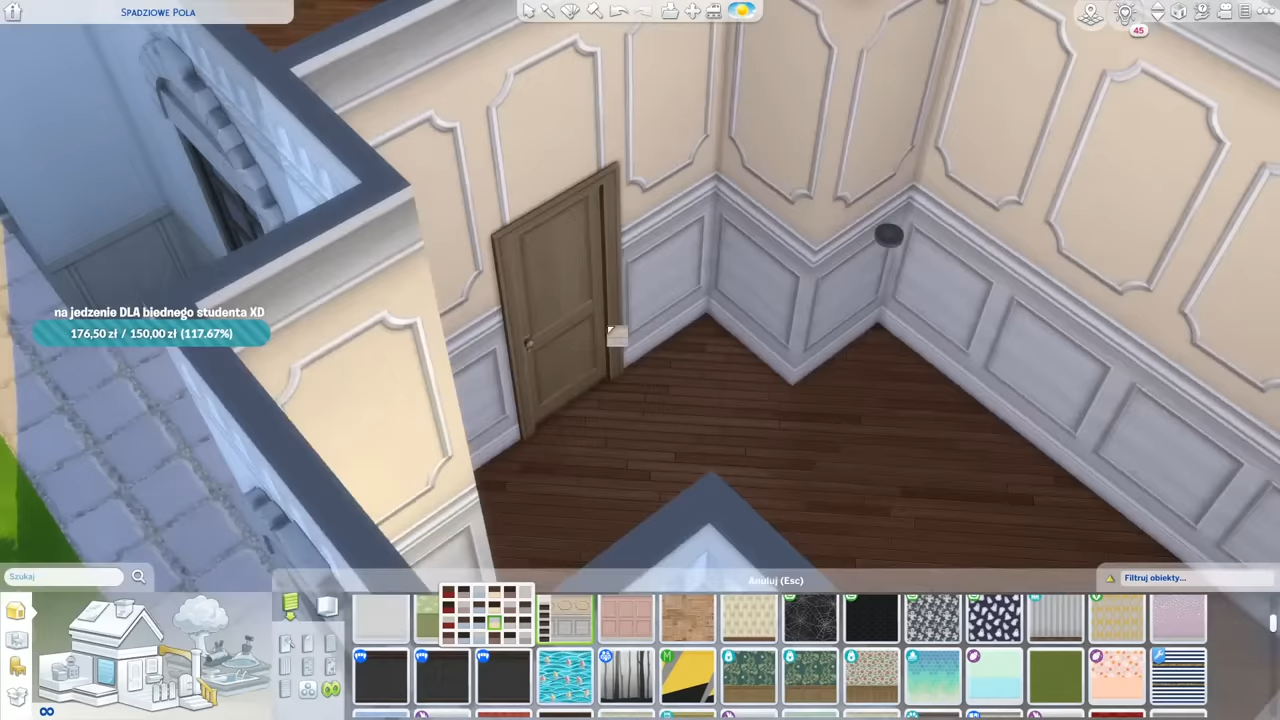 SPADZIOWE POLA
45
na jedzenie DLA biednego studenta XD
176,50 zł / 150,00 zł (117.67%)
Szukaj
Anuluj (Esc)
Filtruj obiekty...